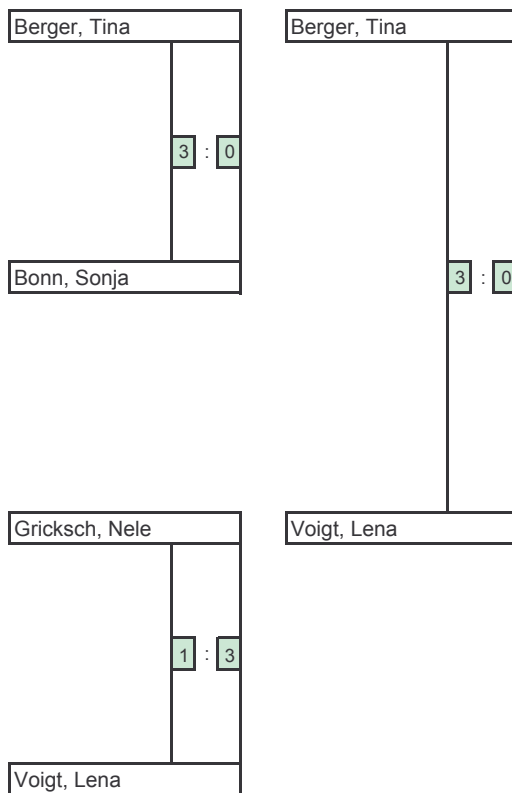 Berger, Tina
3 : 0
Bonn, Sonja
Gricksch, Nele
1 : 3
Voigt, Lena
Berger, Tina
3 : 0
Voigt, Lena